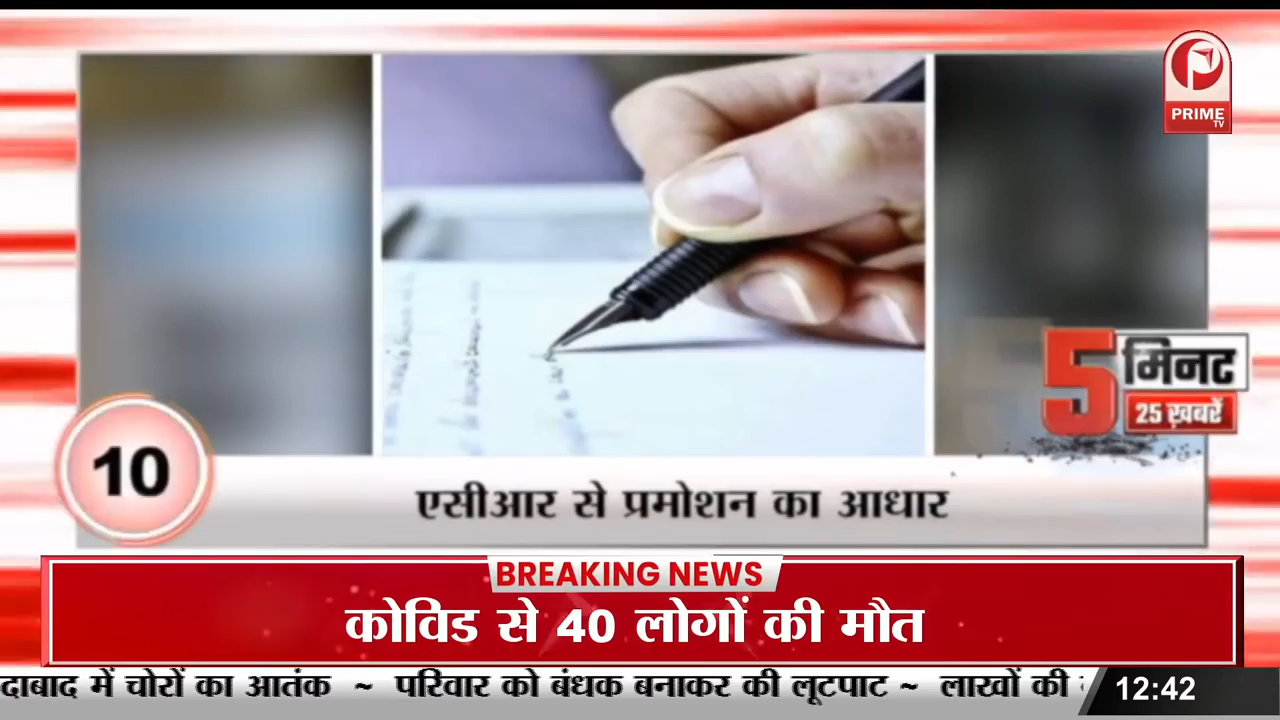 PRIME
TV
5 मिनट
25 ख़बरें
10
एसीआर से प्रमोशन का आधार
BREAKING NEWS
कोविड से 40 लोगों की मौत
दाबाद में चोरों का आतंक ~ परिवार को बंधक बनाकर की लूटपाट ~ लाखों की
12:42